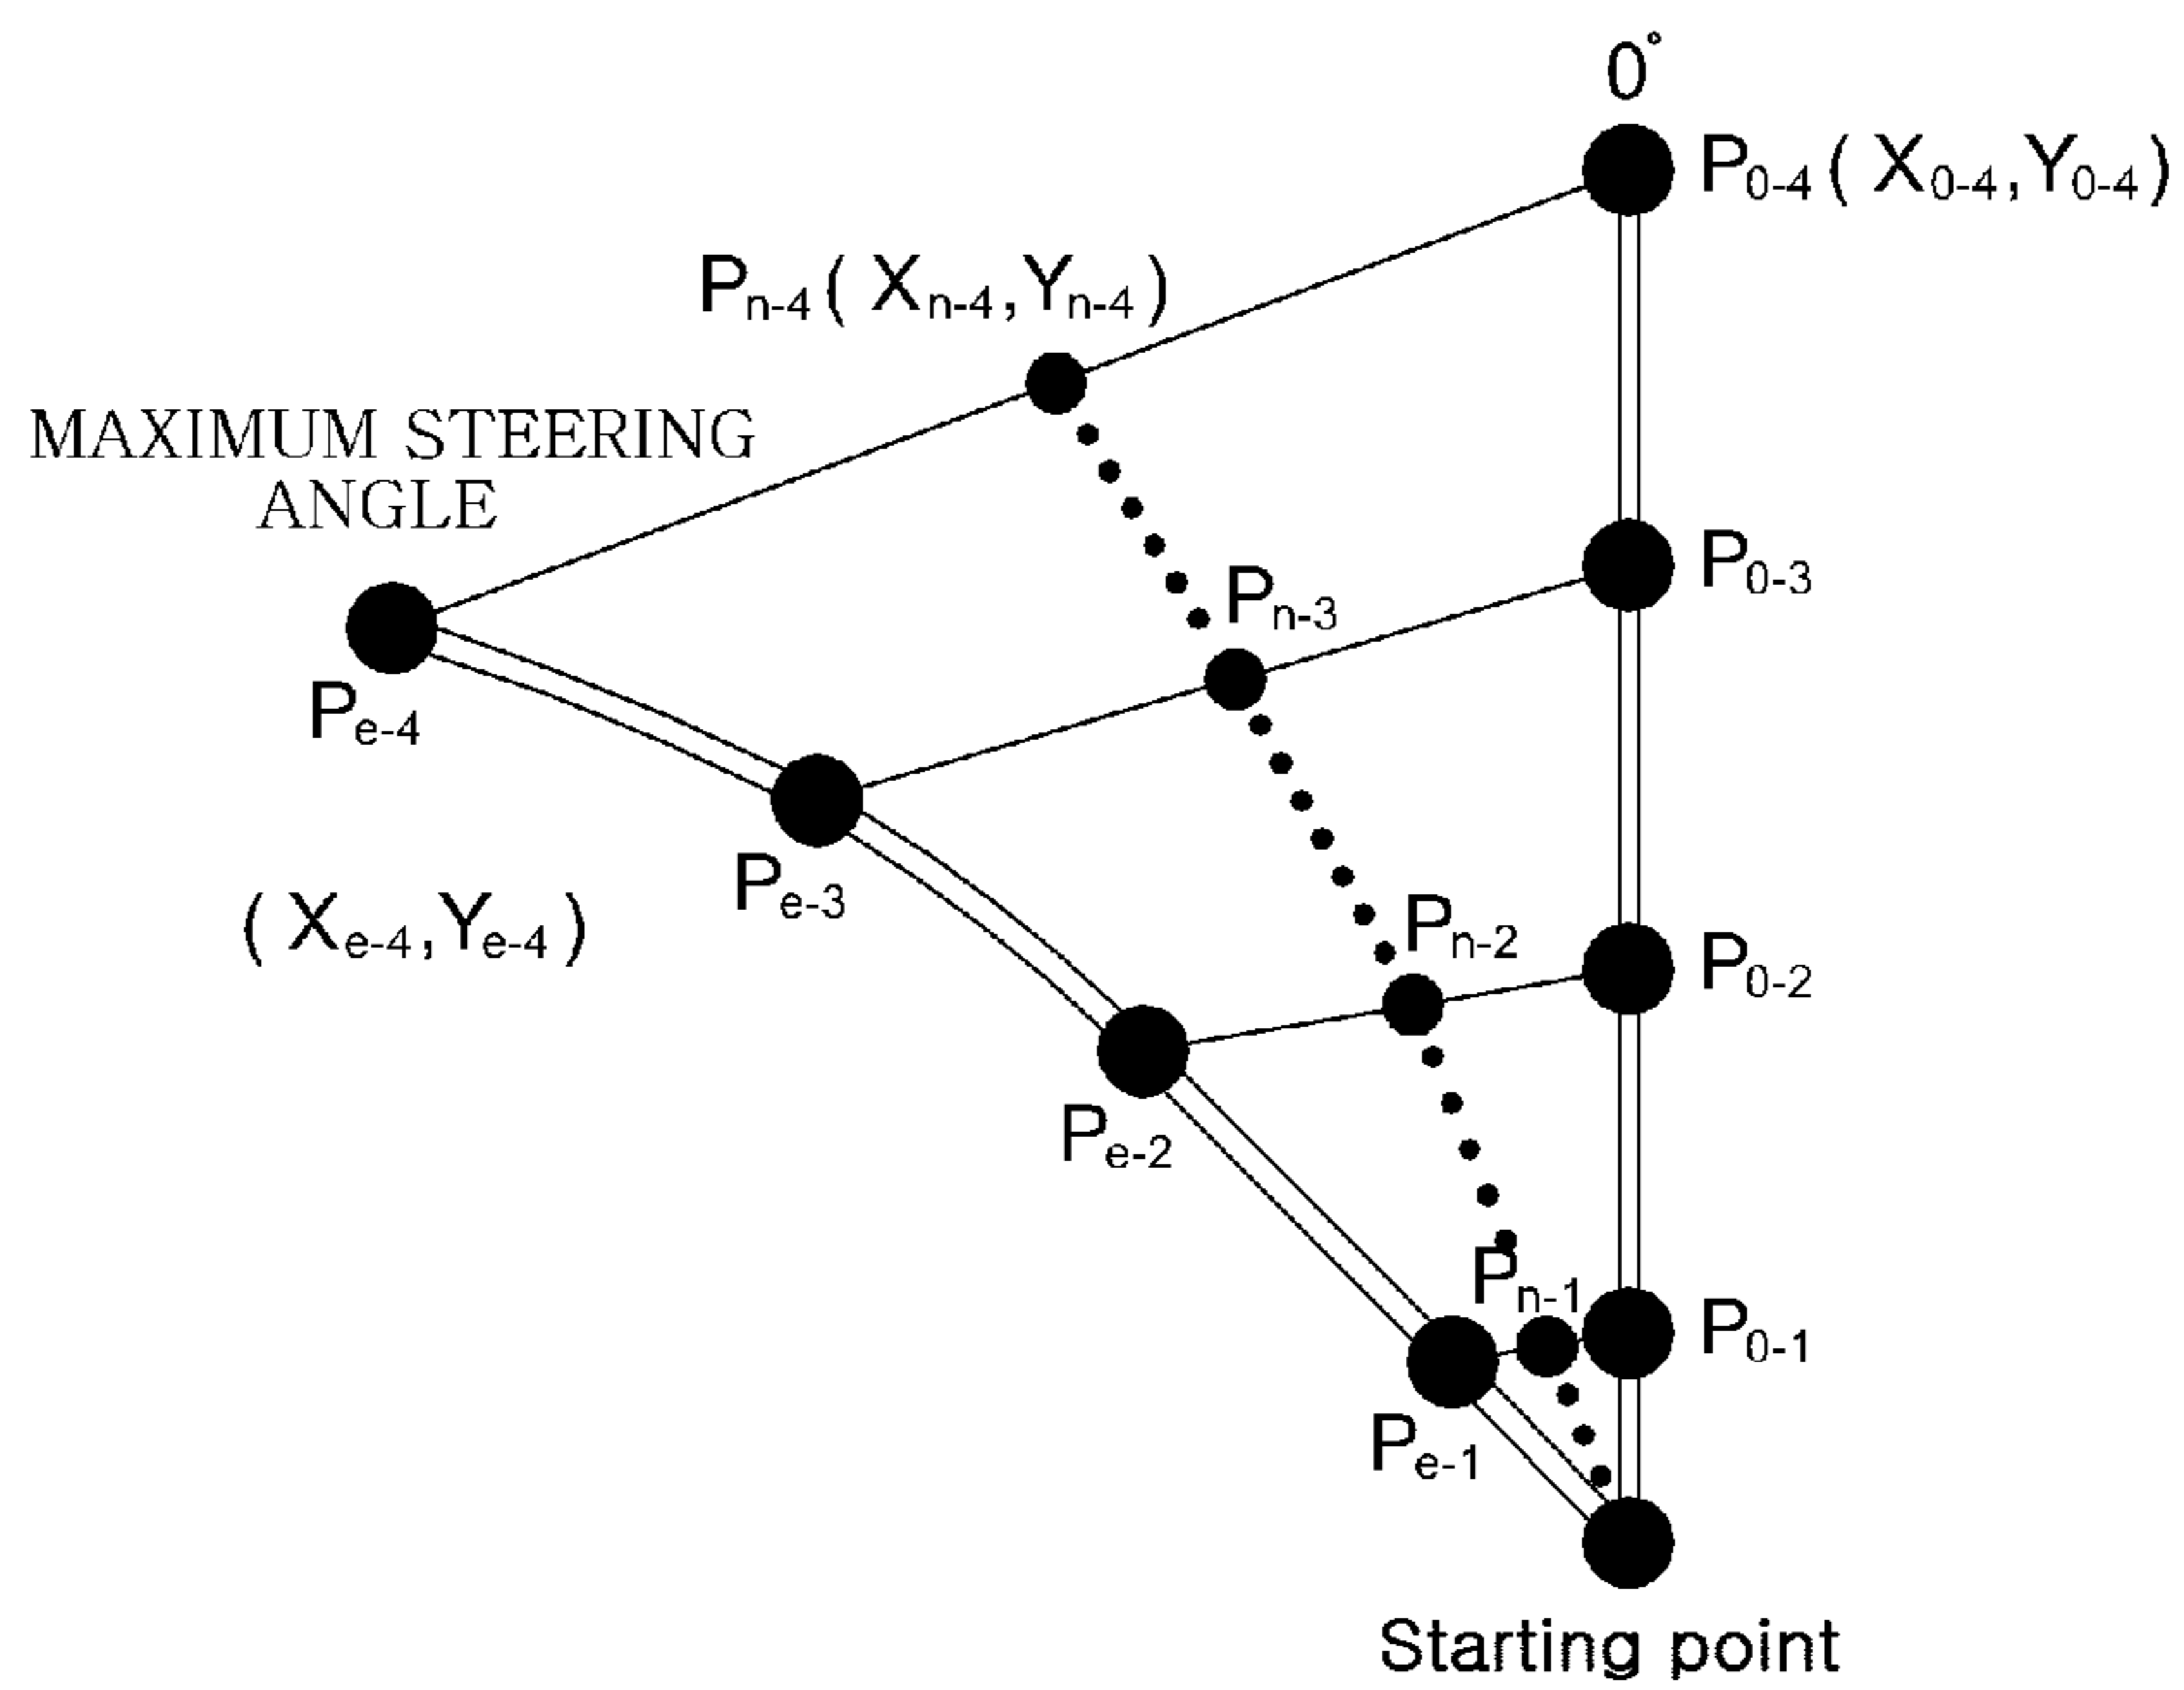 0°
P0-4 ( X0-4, Y0-4 )
Pn-4 ( Xn-4, Yn-4 )
MAXIMUM STEERING
ANGLE
P0-3
Pn-3
Pe-4
Pe-3
( Xe-4, Ye-4 )
Pn-2
P0-2
Pe-2
Pn-1
P0-1
Pe-1
Starting point